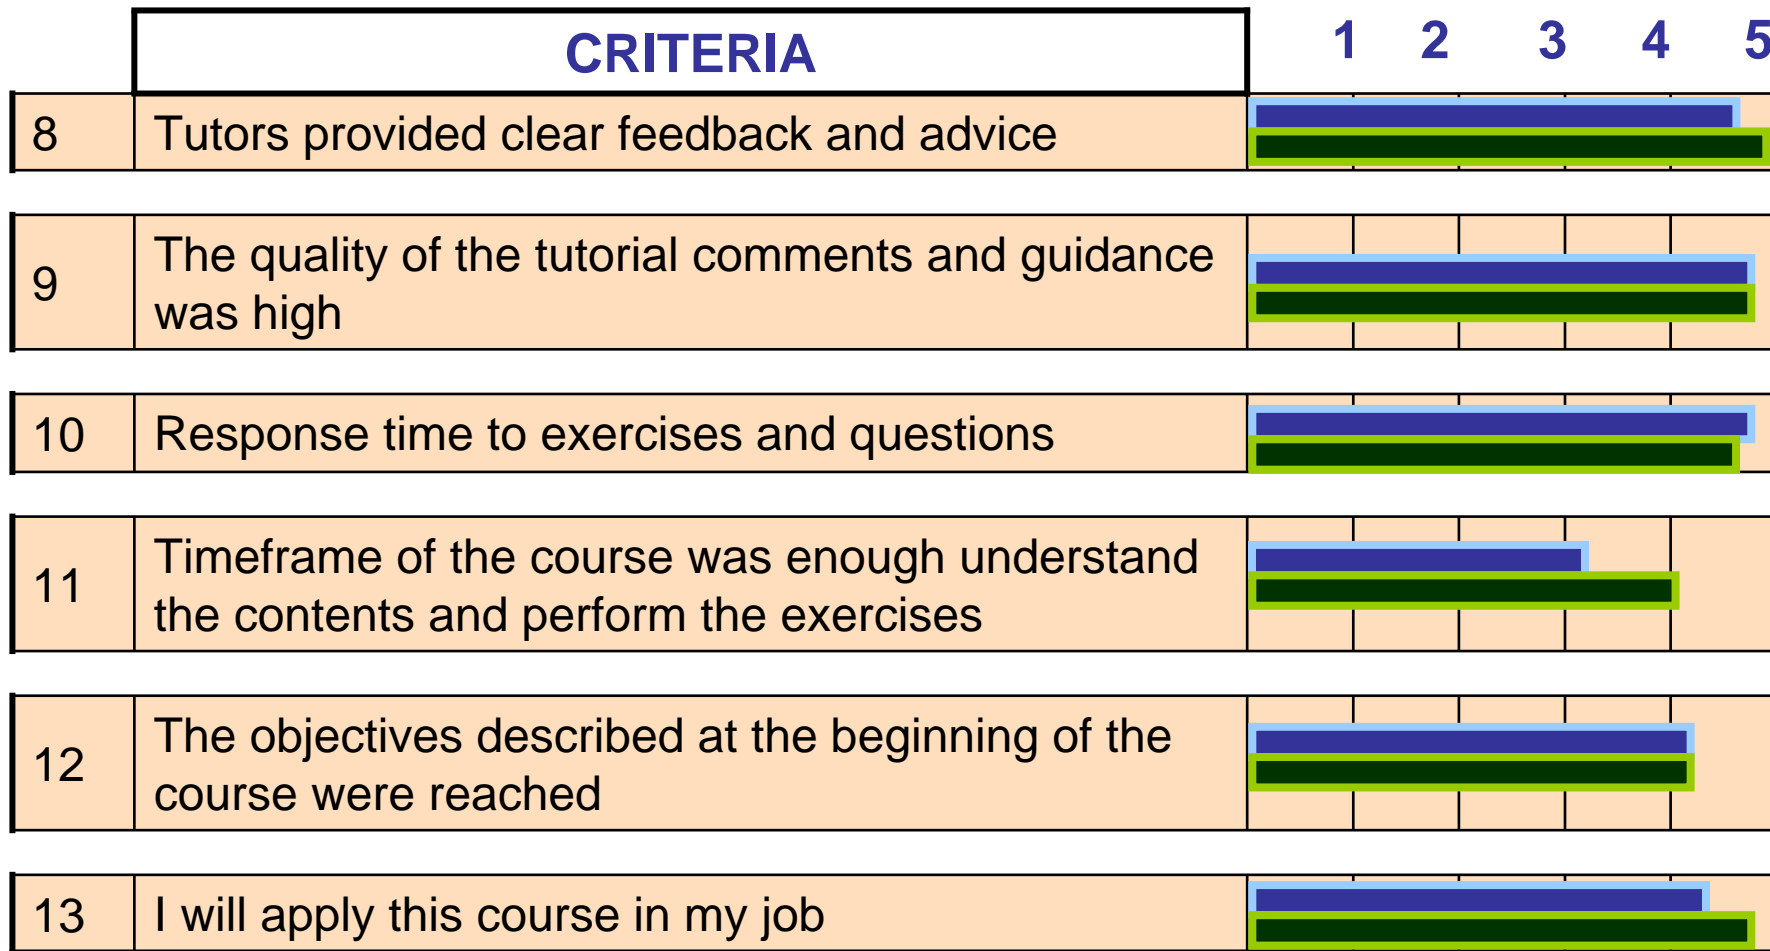 CRITERIA 1 2 3 4 5
8 Tutors provided clear feedback and advice
9 The quality of the tutorial comments and guidance
was high
10 Response time to exercises and questions
11 Timeframe of the course was enough understand
the contents and perform the exercises
12 The objectives described at the beginning of the
course were reached
13 I will apply this course in my job